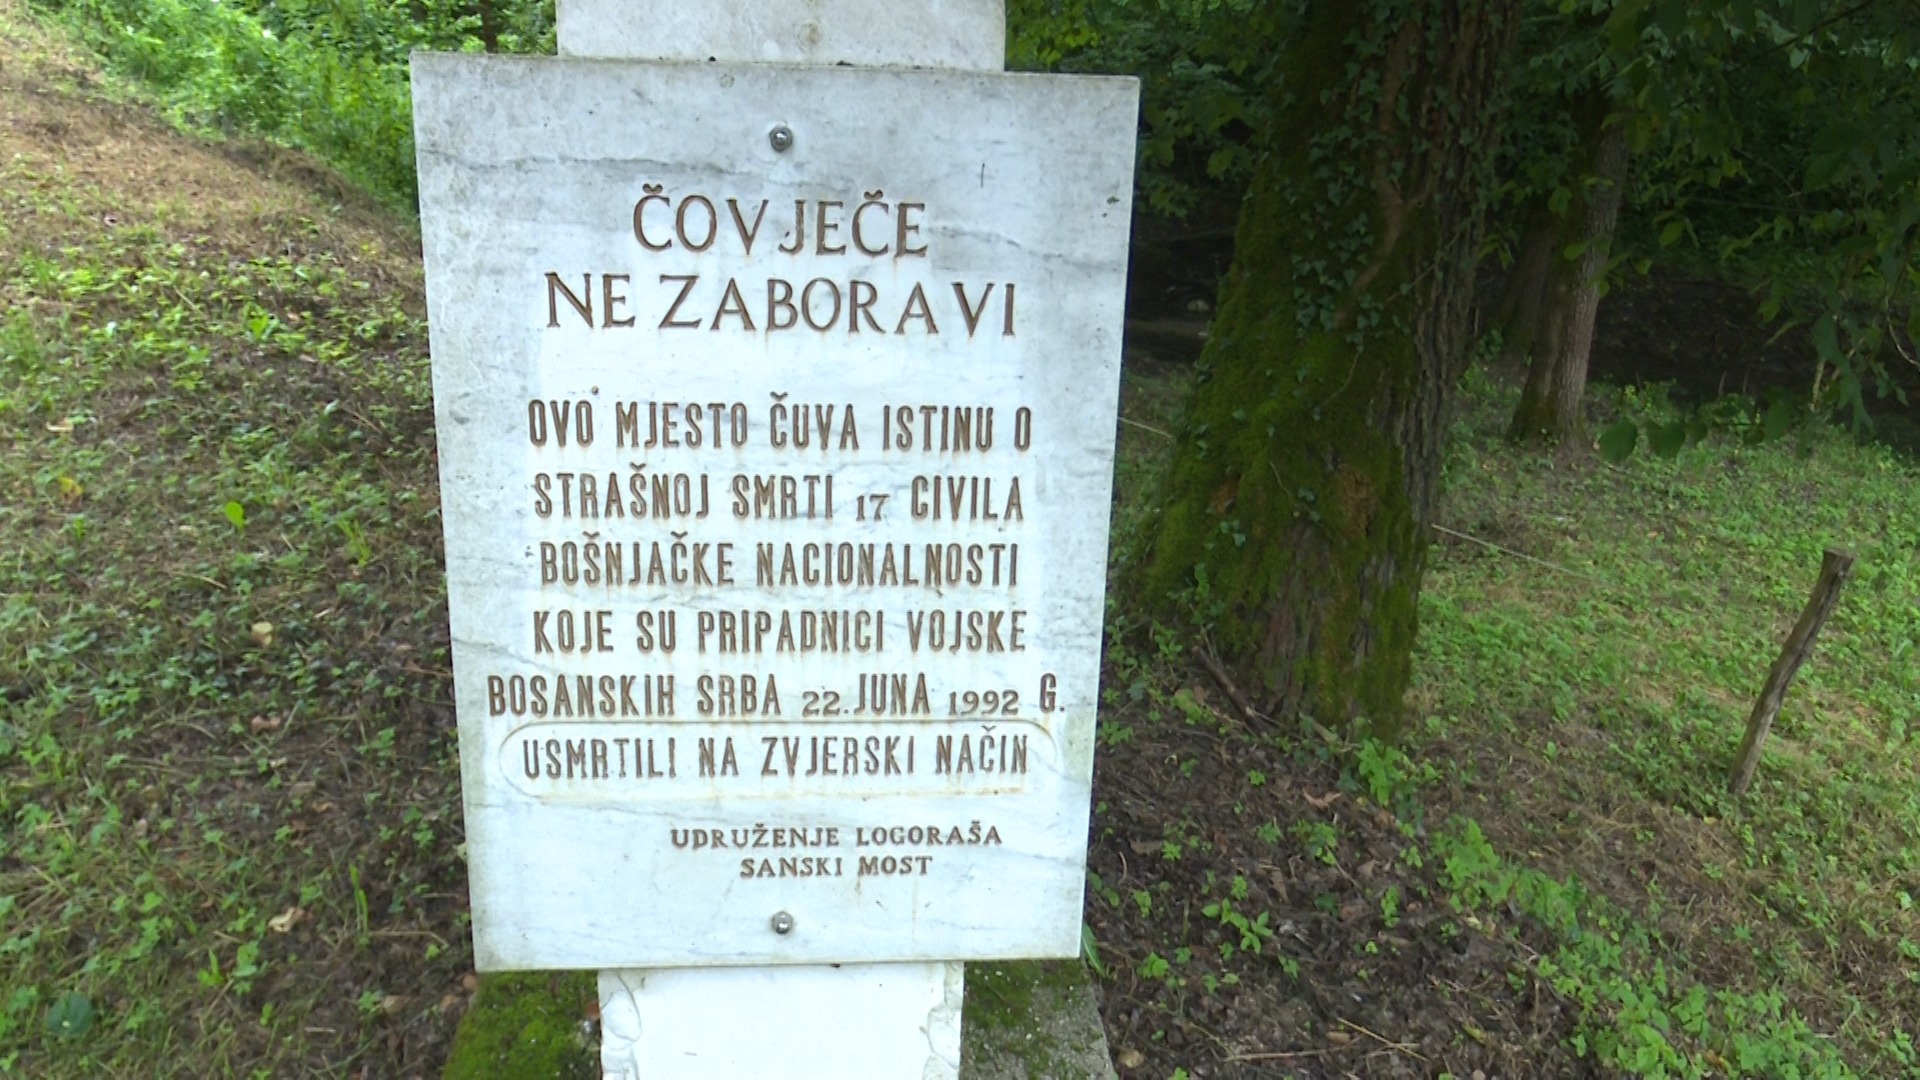 ČOVJEČE
NE ZABORAVI
OVO MJESTO ČUVA ISTINU O
STRAŠNOJ SMRTI 17 CIVILA
BOŠNJAČKE NACIONALNOSTI
KOJE SU PRIPADNICI VOJSKE
BOSANSKIH SRBA 22.JUNA 1992 G.
USMRTILI NA ZVJERSKI NAČIN
UDRUŽENJE LOGORAŠA
SANSKI MOST